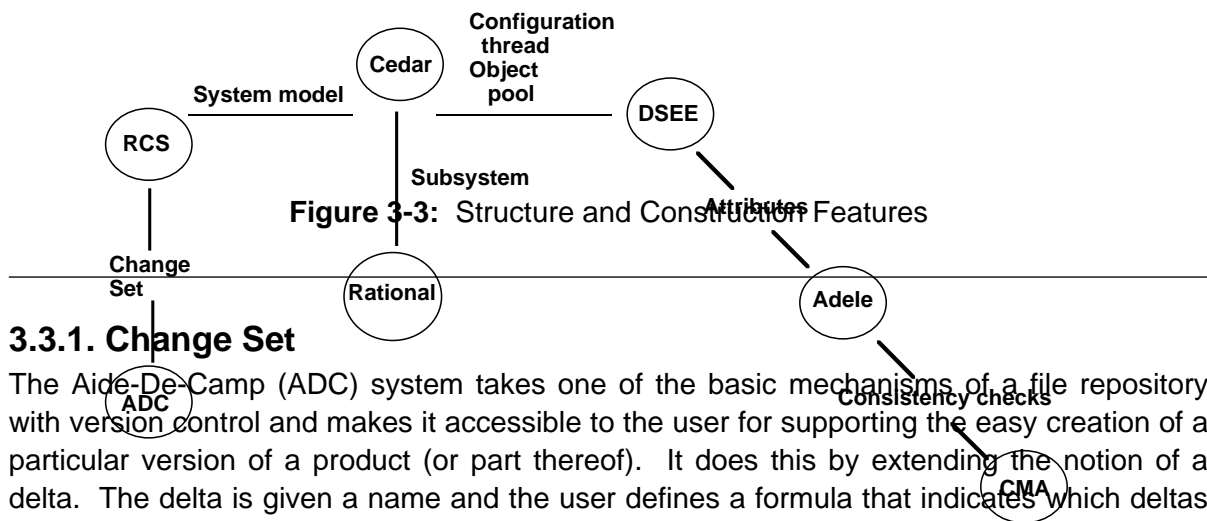 Configuration
thread
Cedar
Object
pool
System model
DSEE
RCS
Subsystem
Attributes
Figure 3-3: Structure and Construction Features
Change
Set
Rational
Adele
3.3.1. Change Set
The Aide-De-Camp (ADC) system takes one of the basic mechanisms of a file repository
ADC
Consistency checks
with version control and makes it accessible to the user for supporting the easy creation of a
particular version of a product (or part thereof). It does this by extending the notion of a
CMA
delta. The delta is given a name and the user defines a formula that indicates which deltas